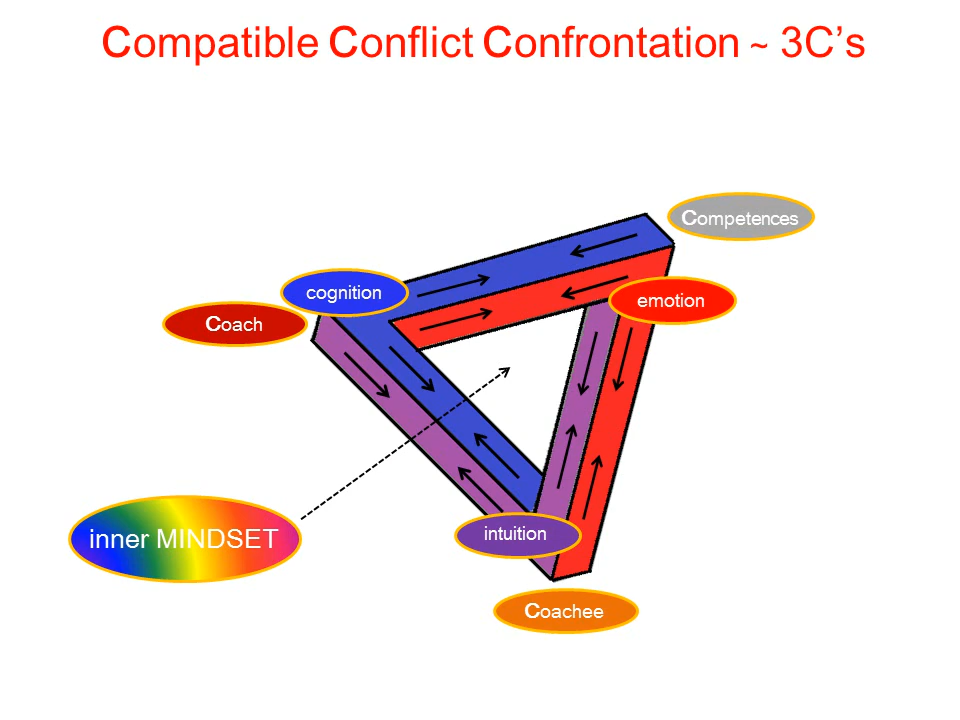 Compatible Conflict Confrontation ~ 3C’s
Competences
cognition
emotion
Coach
inner MINDSET
intuition
Coachee